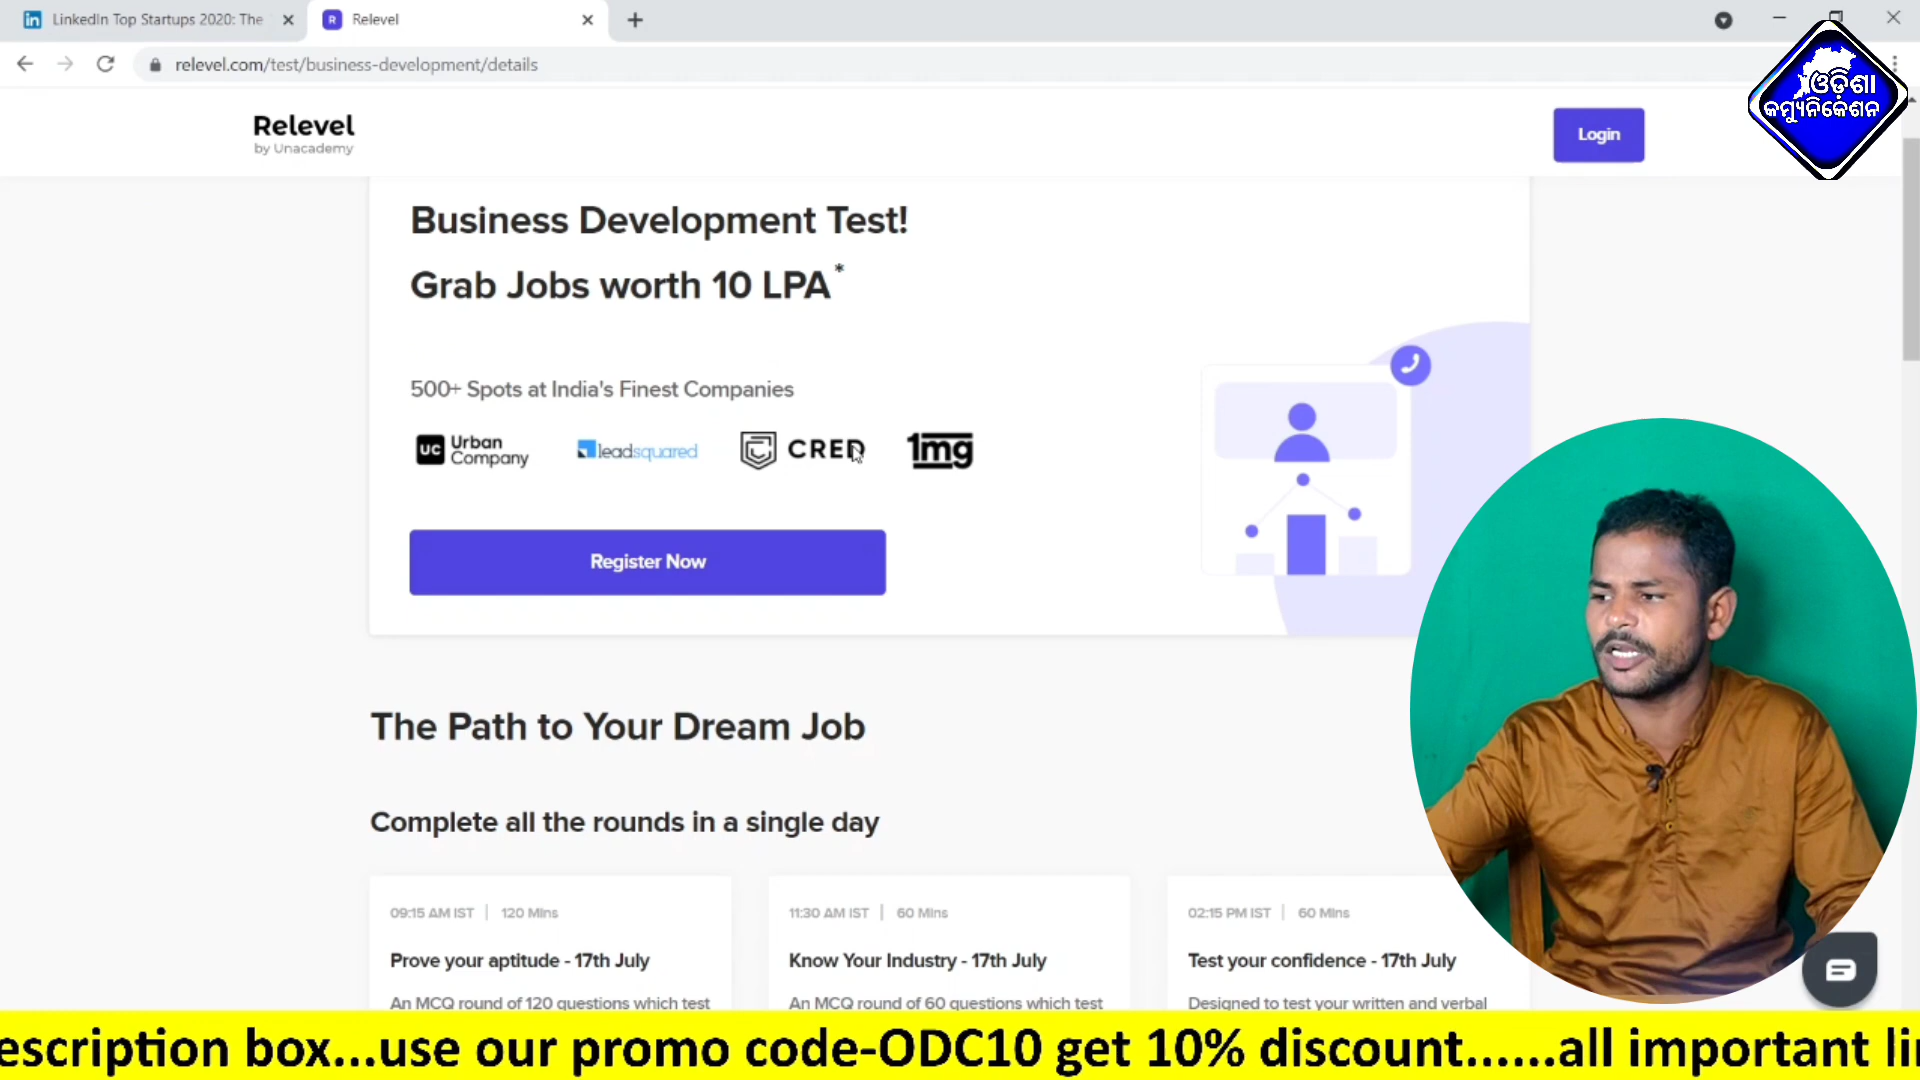 LinkedIn Top Startups 2020: The
Relevel
relevel.com/test/business-development/details
Relevel
by Unacademy
Login
ଓଡ଼ିଶା
କମ୍ୟୁନିକେଶନ
Business Development Test!
Grab Jobs worth 10 LPA*
500+ Spots at India's Finest Companies
UC Urban Company
leadsquared
CRED
1mg
Register Now
The Path to Your Dream Job
Complete all the rounds in a single day
09:15 AM IST | 120 Mins
Prove your aptitude - 17th July
An MCQ round of 120 questions which test
11:30 AM IST | 60 Mins
Know Your Industry - 17th July
An MCQ round of 60 questions which test
02:15 PM IST | 60 Mins
Test your confidence - 17th July
Designed to test your written and verbal
escription box...use our promo code-ODC10 get 10% discount......all important li